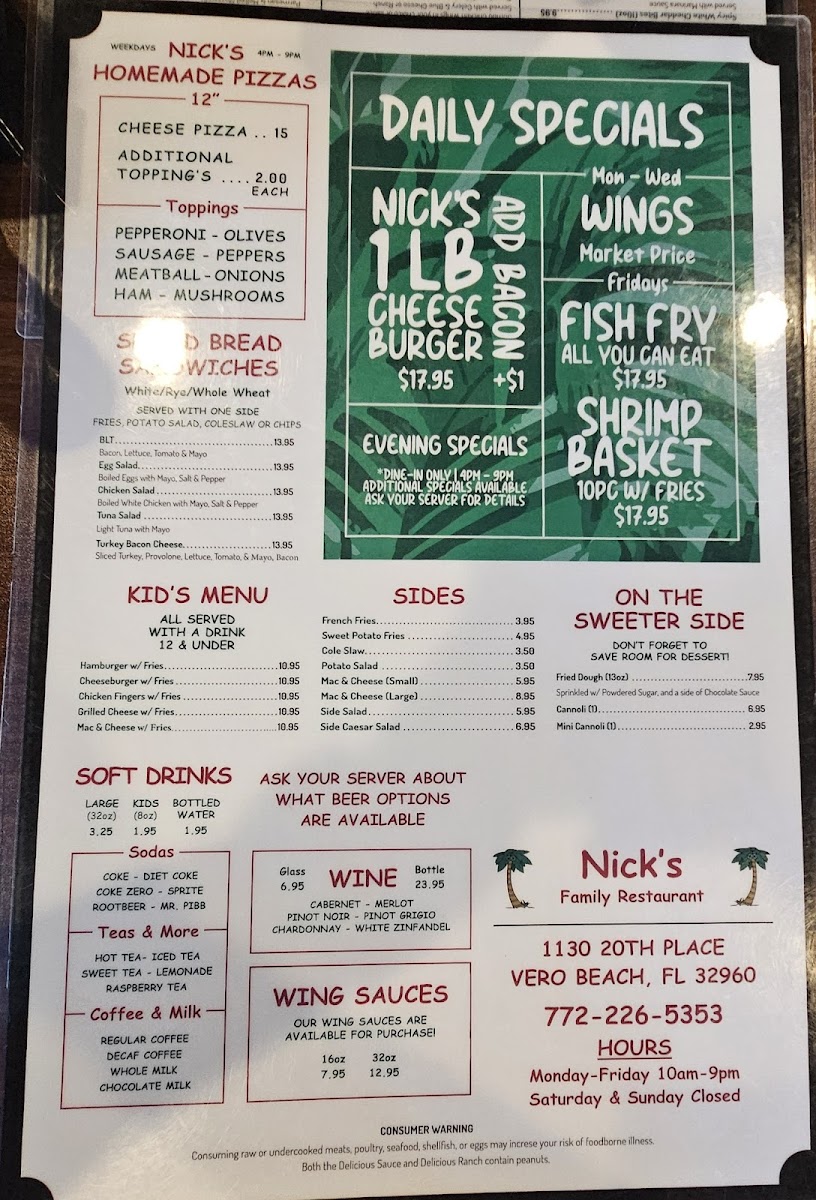 Spicy White Cheddar Bites (10oz) 9.95
Served with Marinara Sauce
WEEKDAYS NICK'S 4PM - 9PM
HOMEMADE PIZZAS
12"
CHEESE PIZZA .. 15
ADDITIONAL
TOPPING'S .... 2.00
EACH
Toppings
PEPPERONI - OLIVES
SAUSAGE - PEPPERS
MEATBALL - ONIONS
HAM - MUSHROOMS
BREAD
White/Rye/Whole Wheat
SERVED WITH ONE SIDE
FRIES, POTATO SALAD, COLESLAW OR CHIPS
BLT 13.95
Bacon, Lettuce, Tomato & Mayo
Egg Salad 13.95
Boiled Eggs with Mayo, Salt & Pepper
Chicken Salad 13.95
Boiled White Chicken with Mayo, Salt & Pepper
Tuna Salad 13.95
Light Tuna with Mayo
Turkey Bacon Cheese 13.95
Sliced Turkey, Provolone, Lettuce, Tomato, & Mayo, Bacon
DAILY SPECIALS
NICK'S
1 LB
CHEESE
BURGER
$17.95
ADD BACON
+$1
EVENING SPECIALS
*DINE-IN ONLY | 4PM - 9PM
ADDITIONAL SPECIALS AVAILABLE
ASK YOUR SERVER FOR DETAILS
Mon - Wed
WINGS
Market Price
Fridays
FISH FRY
ALL YOU CAN EAT
$17.95
SHRIMP
BASKET
10PC W/ FRIES
$17.95
KID'S MENU
ALL SERVED
WITH A DRINK
12 & UNDER
Hamburger w/ Fries 10.95
Cheeseburger w/ Fries 10.95
Chicken Fingers w/ Fries 10.95
Grilled Cheese w/ Fries 10.95
Mac & Cheese w/ Fries 10.95
SIDES
French Fries 3.95
Sweet Potato Fries 4.95
Cole Slaw 3.50
Potato Salad 3.50
Mac & Cheese (Small) 5.95
Mac & Cheese (Large) 8.95
Side Salad 5.95
Side Caesar Salad 6.95
ON THE
SWEETER SIDE
DON'T FORGET TO
SAVE ROOM FOR DESSERT!
Fried Dough (13oz) 7.95
Sprinkled w/ Powdered Sugar, and a side of Chocolate Sauce
Cannoli (1) 6.95
Mini Cannoli (1) 2.95
SOFT DRINKS
LARGE KIDS BOTTLED
(32oz) (8oz) WATER
3.25 1.95 1.95
Sodas
COKE - DIET COKE
COKE ZERO - SPRITE
ROOTBEER - MR. PIBB
Teas & More
HOT TEA- ICED TEA
SWEET TEA - LEMONADE
RASPBERRY TEA
Coffee & Milk
REGULAR COFFEE
DECAF COFFEE
WHOLE MILK
CHOCOLATE MILK
ASK YOUR SERVER ABOUT
WHAT BEER OPTIONS
ARE AVAILABLE
Glass WINE Bottle
6.95 23.95
CABERNET - MERLOT
PINOT NOIR - PINOT GRIGIO
CHARDONNAY - WHITE ZINFANDEL
WING SAUCES
OUR WING SAUCES ARE
AVAILABLE FOR PURCHASE!
16oz 32oz
7.95 12.95
Nick's
Family Restaurant
1130 20TH PLACE
VERO BEACH, FL 32960
772-226-5353
HOURS
Monday-Friday 10am-9pm
Saturday & Sunday Closed
CONSUMER WARNING
Consuming raw or undercooked meats, poultry, seafood, shellfish, or eggs may increse your risk of foodborne illness.
Both the Delicious Sauce and Delicious Ranch contain peanuts.